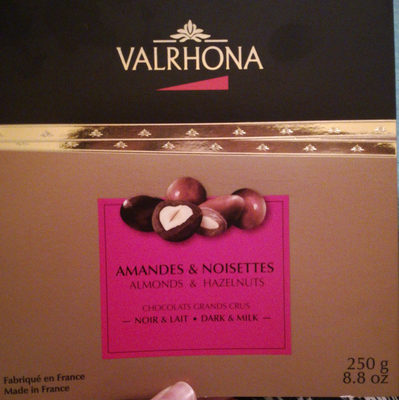 VALRHONA
AMANDES & NOISETTES
ALMONDS & HAZELNUTS
CHOCOLATS GRANDS CRUS
— NOIR & LAIT • DARK & MILK —
250 g
8.8 oz
Fabriqué en France
Made in France